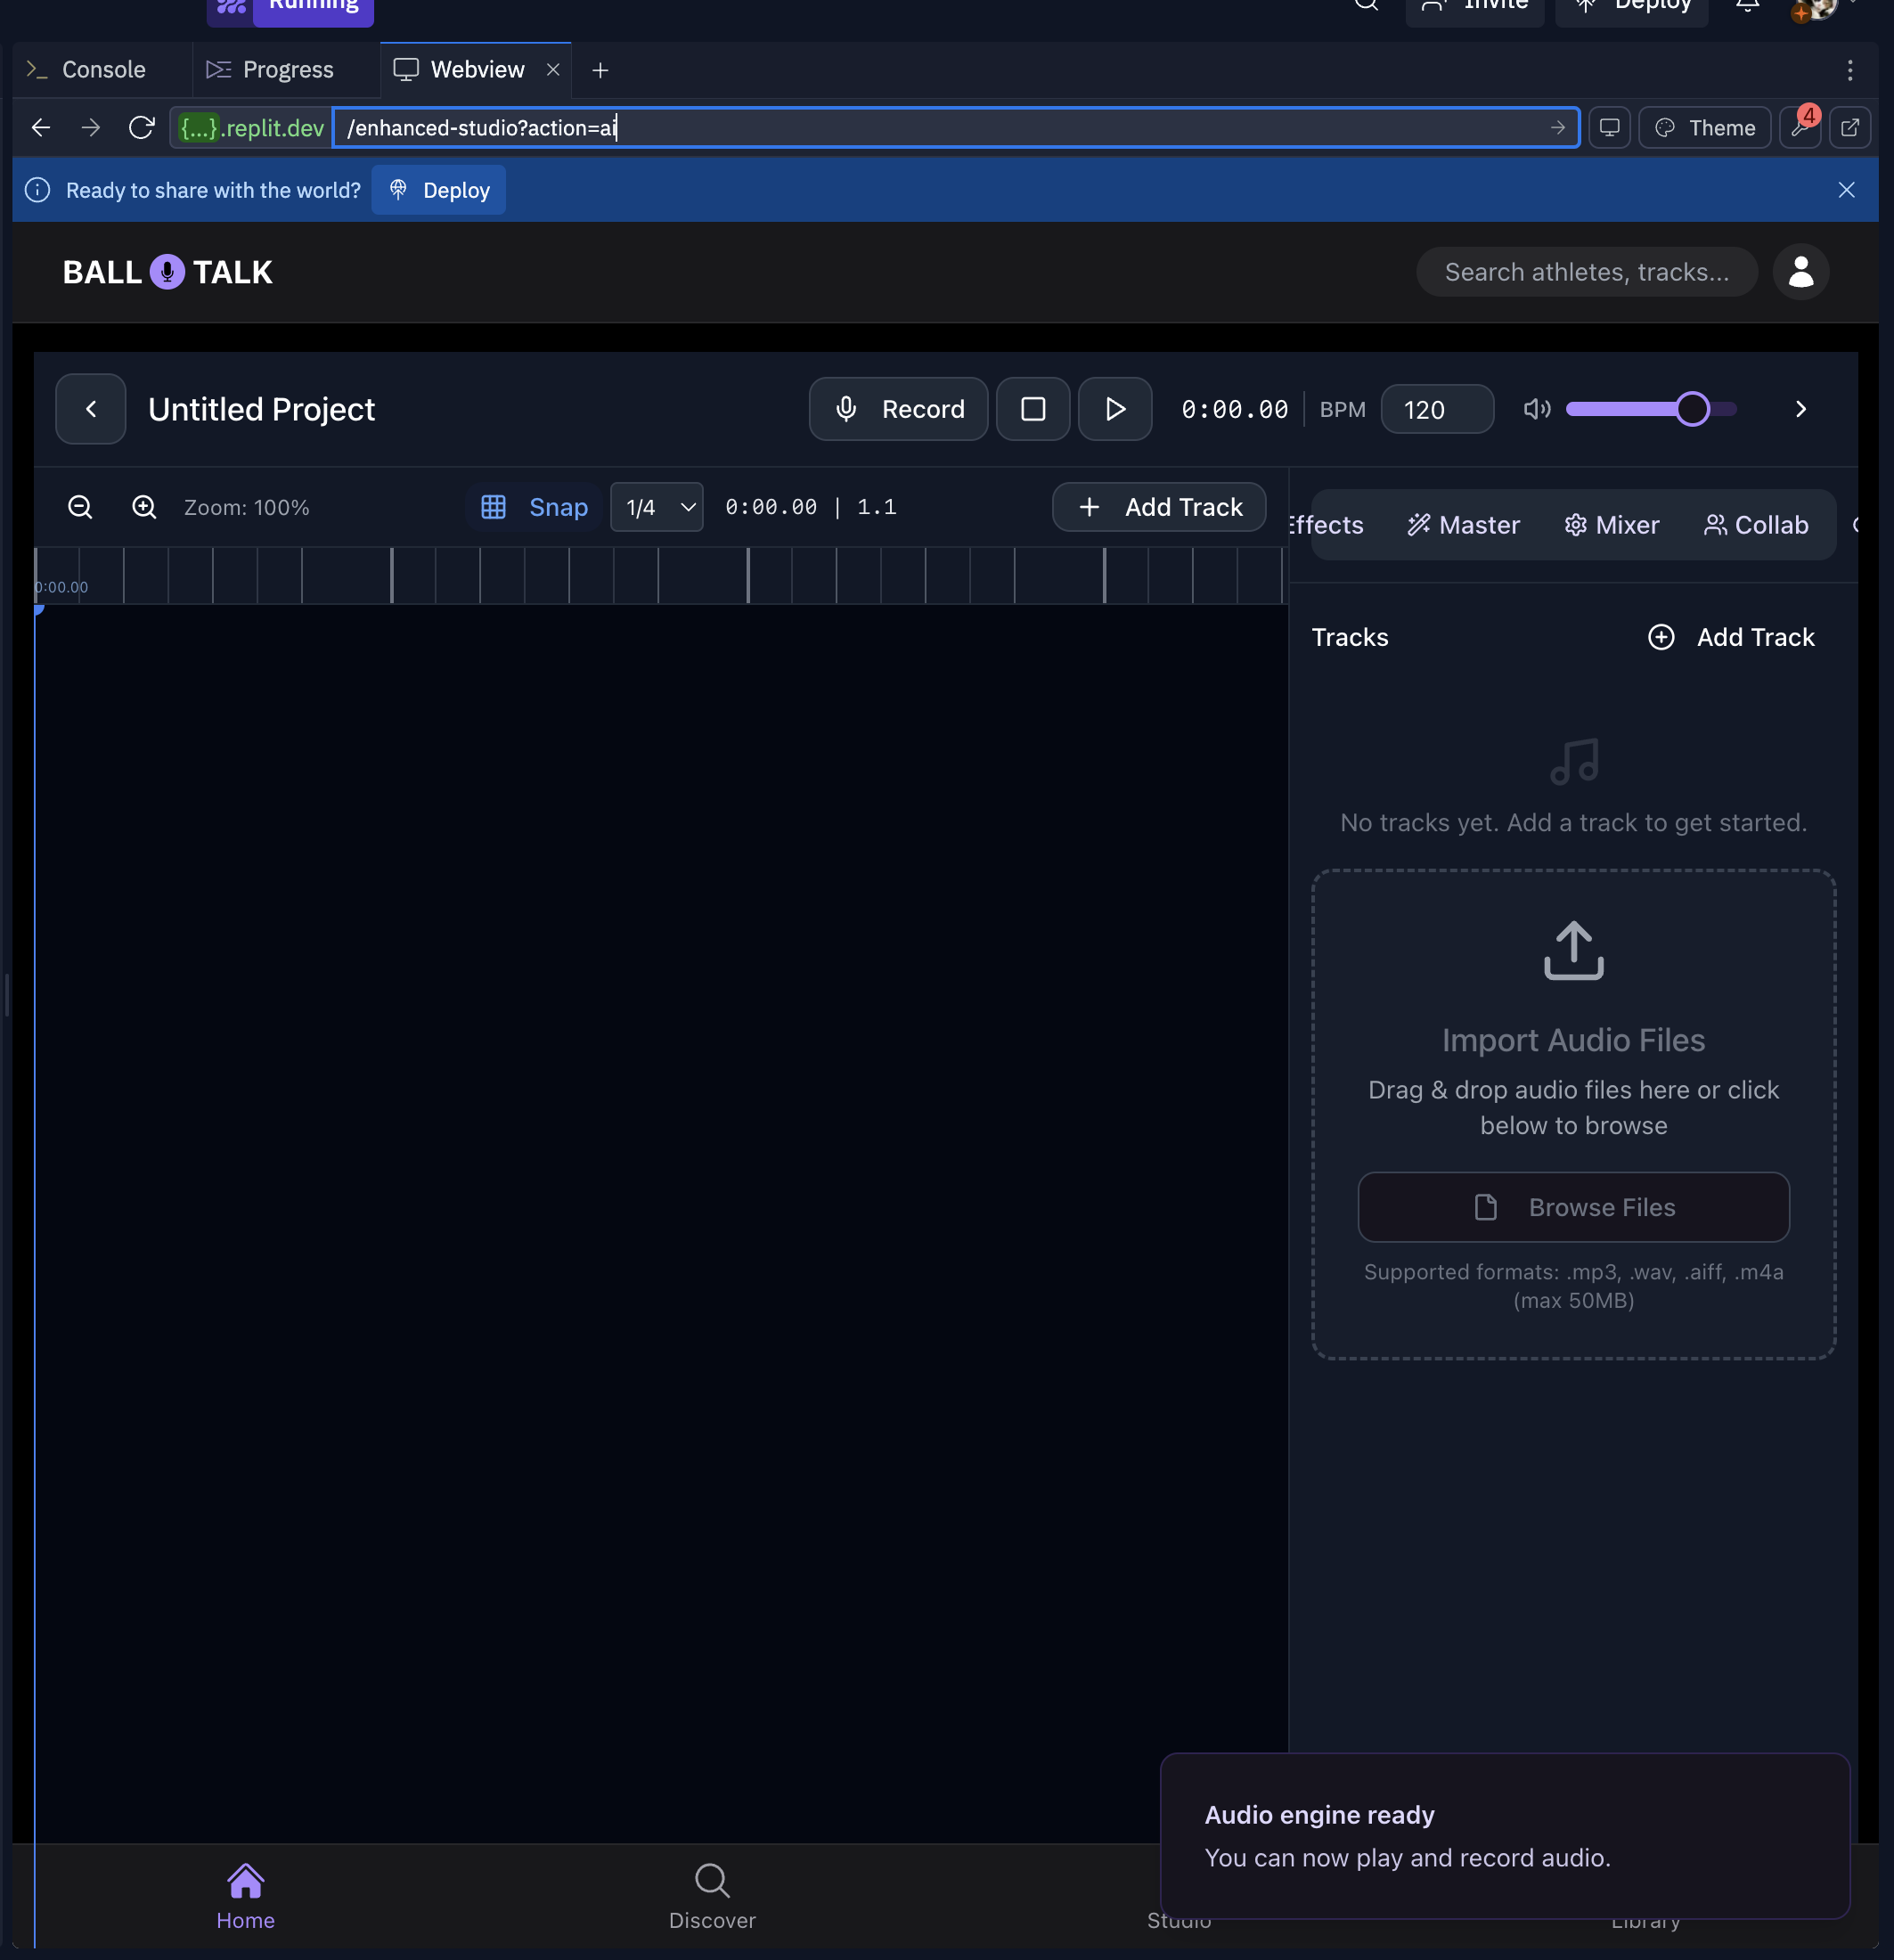 Running
Invite
Deploy
Console
Progress
Webview
{...}.replit.dev
/enhanced-studio?action=ai
Theme
4
Ready to share with the world?
Deploy
BALL TALK
Search athletes, tracks...
Untitled Project
Record
0:00.00
BPM
120
Zoom: 100%
Snap
1/4
0:00.00 | 1.1
Add Track
Effects
Master
Mixer
Collab
0:00.00
Tracks
Add Track
No tracks yet. Add a track to get started.
Import Audio Files
Drag & drop audio files here or click
below to browse
Browse Files
Supported formats: .mp3, .wav, .aiff, .m4a
(max 50MB)
Audio engine ready
You can now play and record audio.
Home
Discover
Studio
Library